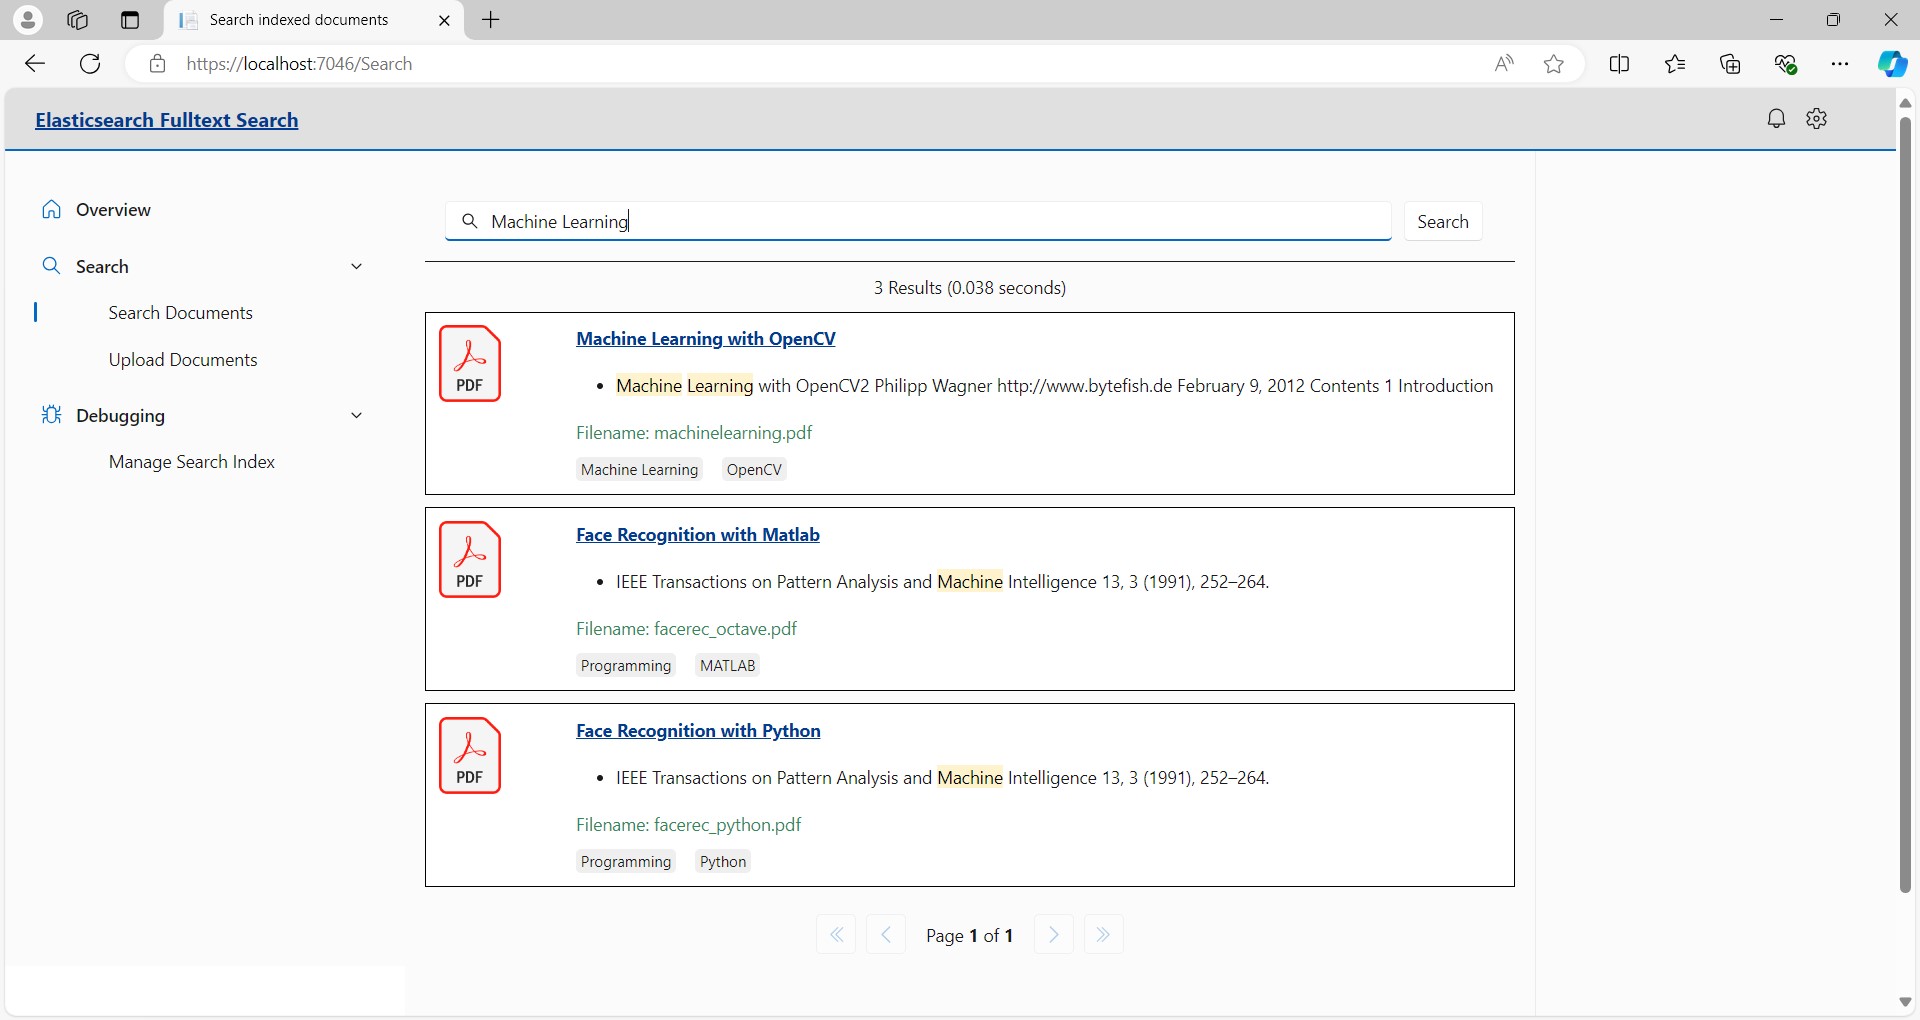 Search indexed documents
https://localhost:7046/Search
Elasticsearch Fulltext Search
Overview
Search
Search Documents
Upload Documents
Debugging
Manage Search Index
Machine Learning
Search
3 Results (0.038 seconds)
PDF
Machine Learning with OpenCV
• Machine Learning with OpenCV2 Philipp Wagner http://www.bytefish.de February 9, 2012 Contents 1 Introduction
Filename: machinelearning.pdf
Machine Learning OpenCV
PDF
Face Recognition with Matlab
• IEEE Transactions on Pattern Analysis and Machine Intelligence 13, 3 (1991), 252–264.
Filename: facerec_octave.pdf
Programming MATLAB
PDF
Face Recognition with Python
• IEEE Transactions on Pattern Analysis and Machine Intelligence 13, 3 (1991), 252–264.
Filename: facerec_python.pdf
Programming Python
Page 1 of 1